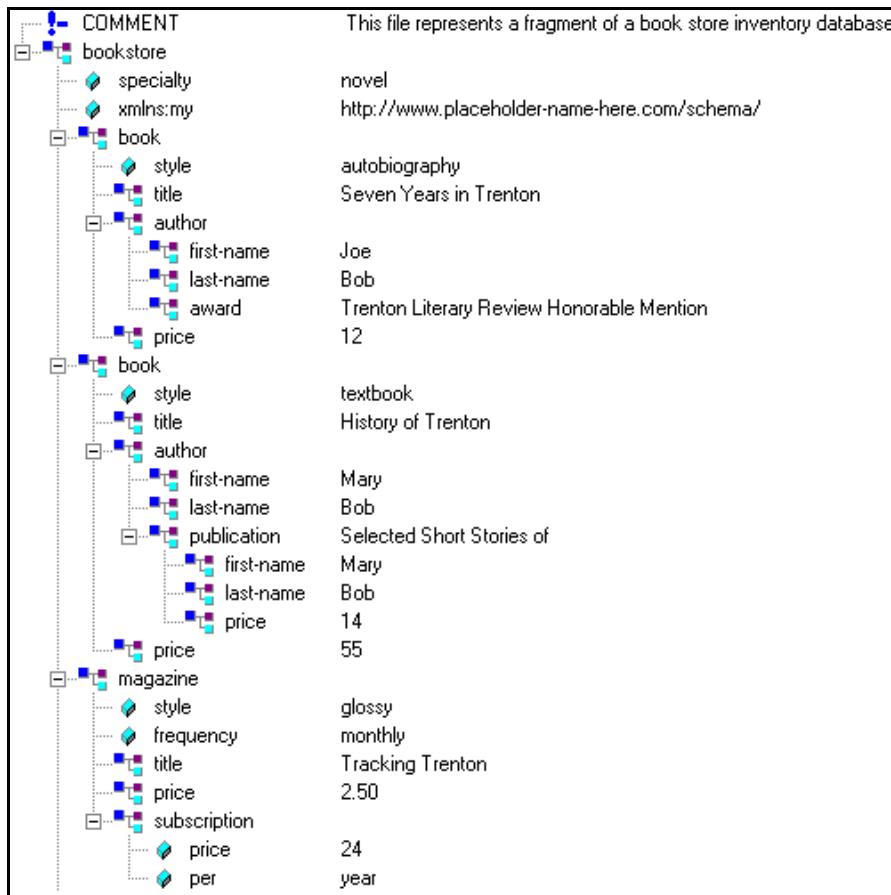 COMMENT This file represents a fragment of a book store inventory database
bookstore
specialty novel
xmlns:my http://www.placeholder-name-here.com/schema/
book
style autobiography
title Seven Years in Trenton
author
first-name Joe
last-name Bob
award Trenton Literary Review Honorable Mention
price 12
book
style textbook
title History of Trenton
author
first-name Mary
last-name Bob
publication Selected Short Stories of
first-name Mary
last-name Bob
price 14
price 55
magazine
style glossy
frequency monthly
title Tracking Trenton
price 2.50
subscription
price 24
per year